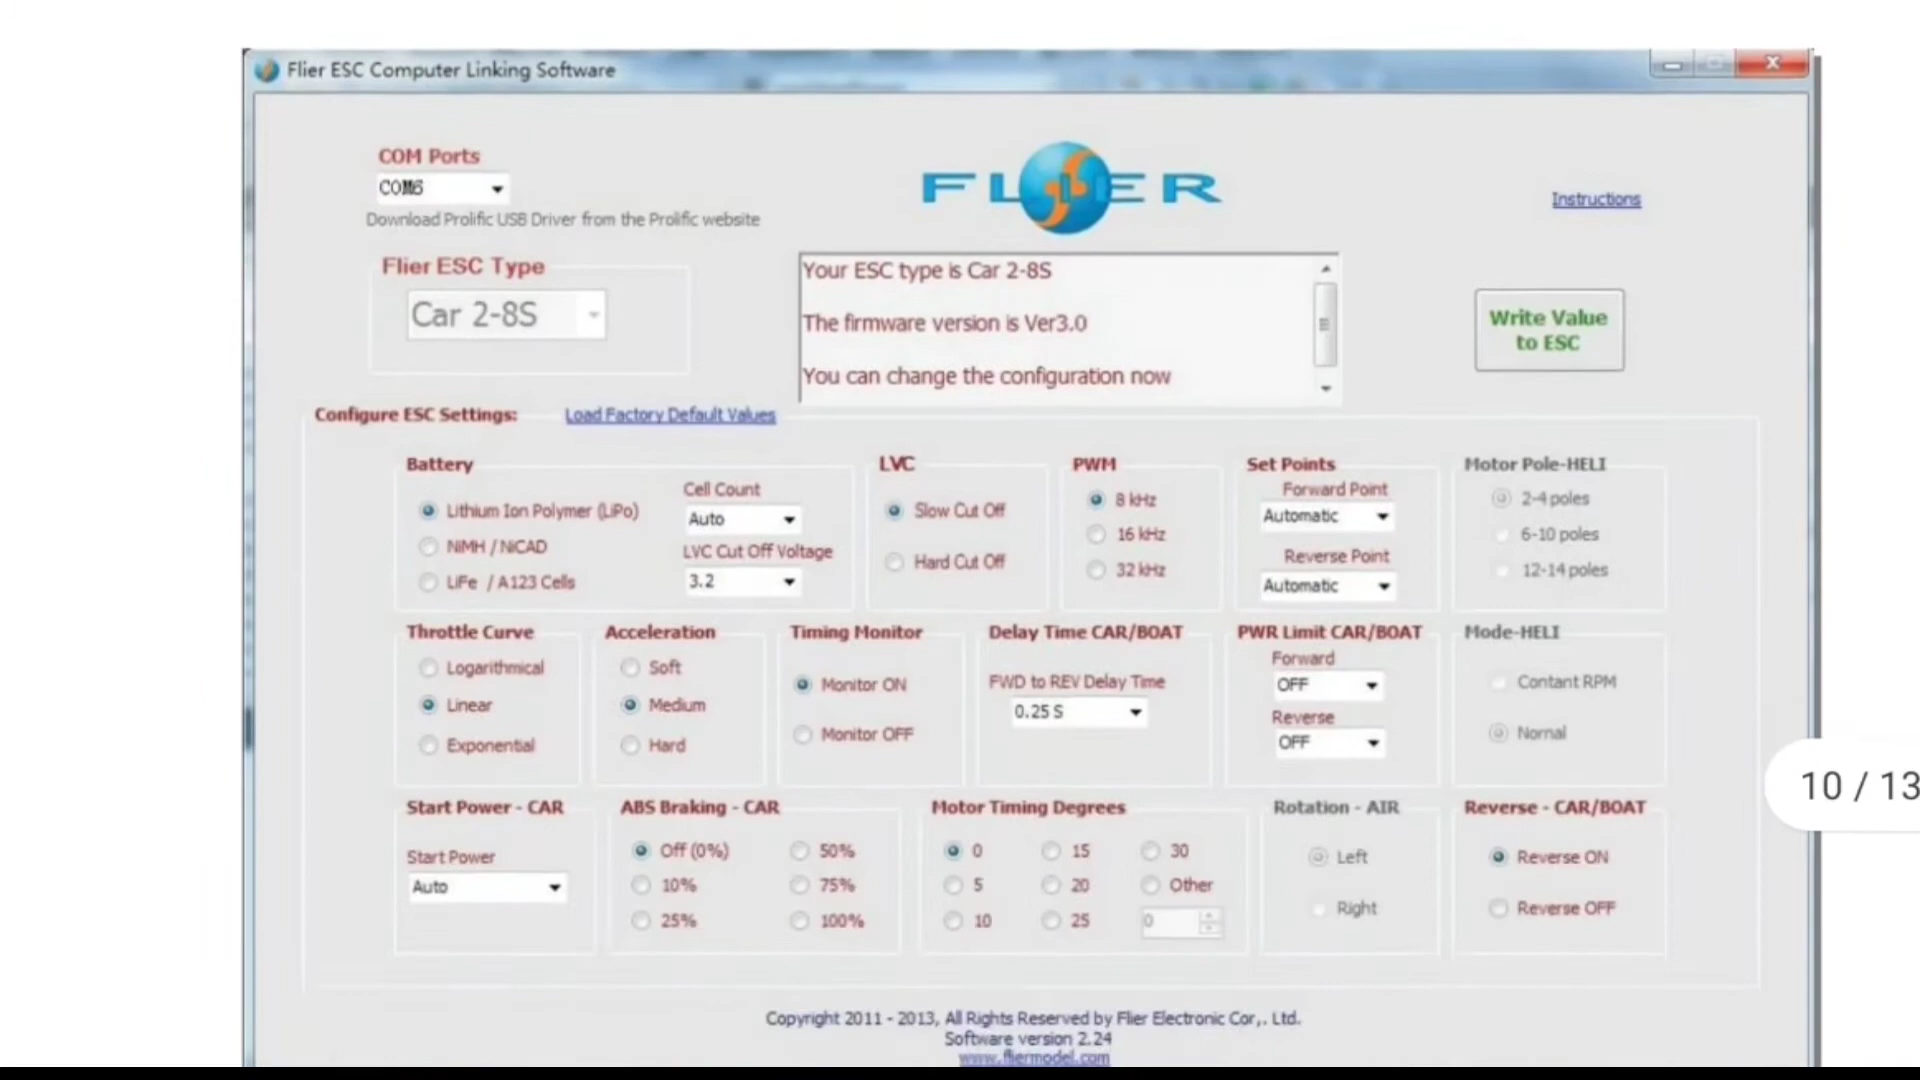 Flier ESC Computer Linking Software
COM Ports
COM6
Download Prolific USB Driver from the Prolific website
FLIER
Instructions
Flier ESC Type
Car 2-8S
Your ESC type is Car 2-8S
The firmware version is Ver3.0
You can change the configuration now
Write Value
to ESC
Configure ESC Settings:
Load Factory Default Values
Battery
Lithium Ion Polymer (LiPo)
NiMH / NiCAD
LiFe / A123 Cells
Cell Count
Auto
LVC Cut Off Voltage
3.2
LVC
Slow Cut Off
Hard Cut Off
PWM
8 kHz
16 kHz
32 kHz
Set Points
Forward Point
Automatic
Reverse Point
Automatic
Motor Pole-HELI
2-4 poles
6-10 poles
12-14 poles
Throttle Curve
Logarithmical
Linear
Exponential
Acceleration
Soft
Medium
Hard
Timing Monitor
Monitor ON
Monitor OFF
Delay Time CAR/BOAT
FWD to REV Delay Time
0.25 S
PWR Limit CAR/BOAT
Forward
OFF
Reverse
OFF
Mode-HELI
Contant RPM
Nornal
10 / 13
Start Power - CAR
Start Power
Auto
ABS Braking - CAR
Off (0%)
10%
25%
50%
75%
100%
Motor Timing Degrees
0
5
10
15
20
25
30
Other
0
Rotation - AIR
Left
Right
Reverse - CAR/BOAT
Reverse ON
Reverse OFF
Copyright 2011 - 2013, All Rights Reserved by Flier Electronic Cor,. Ltd.
Software version 2.24
www.fliermodel.com